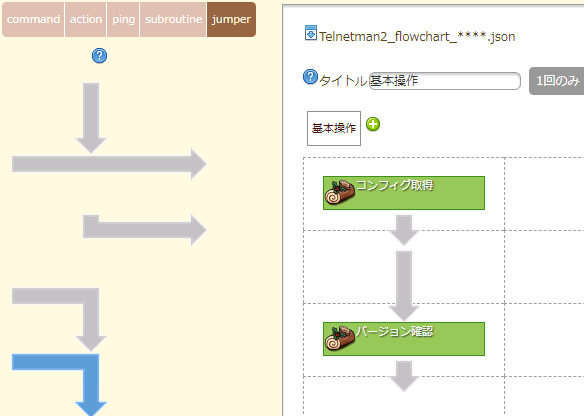 command action ping subroutine jumper
Telnetman2_flowchart_****.json
タイトル 基本操作 1回のみ
基本操作
コンフィグ取得
バージョン確認